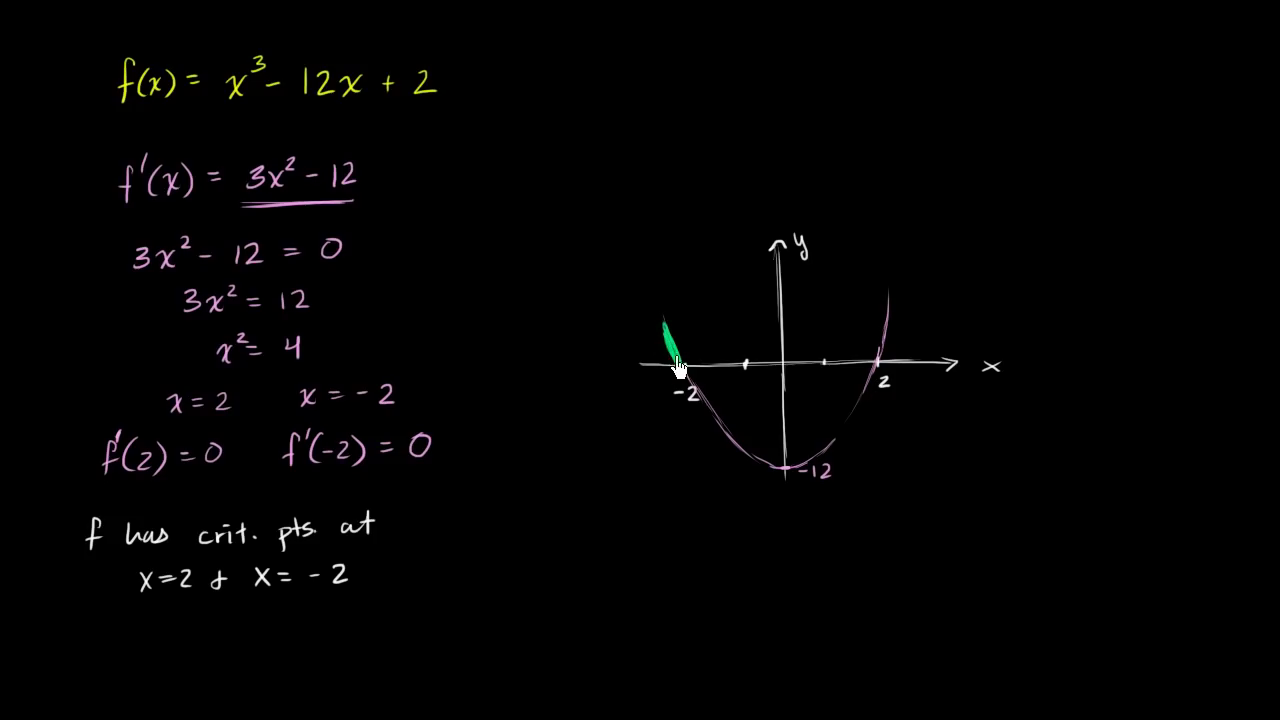 f(x) = x³ - 12x + 2
f'(x) = 3x² - 12
3x² - 12 = 0
3x² = 12
x² = 4
x = 2 x = -2
f'(2) = 0 f'(-2) = 0
f has crit. pts. at
x=2 & x = -2
y
x
-2
2
-12